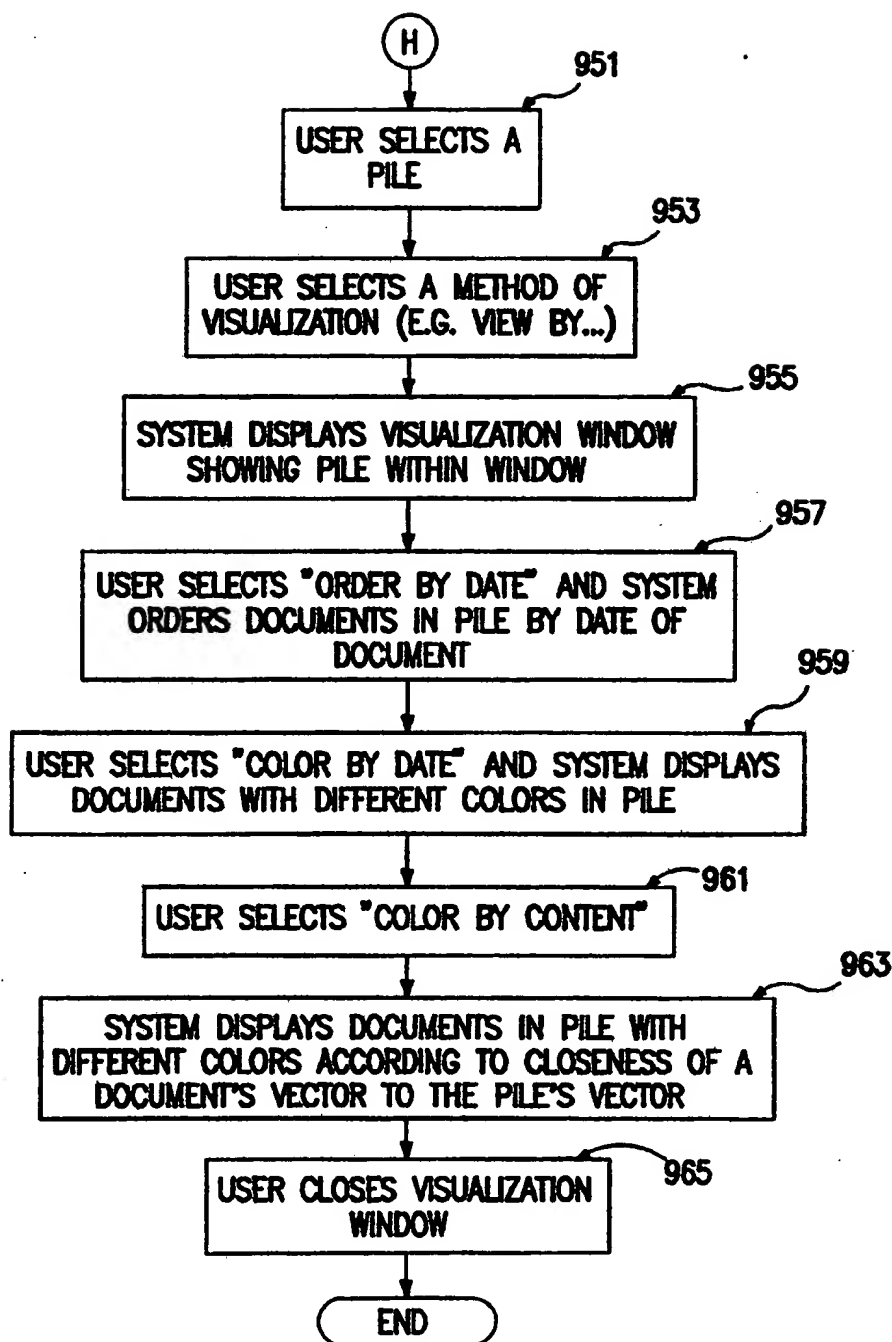 H
951
USER SELECTS A
PILE
953
USER SELECTS A METHOD OF
VISUALIZATION (E.G. VIEW BY...)
955
SYSTEM DISPLAYS VISUALIZATION WINDOW
SHOWING PILE WITHIN WINDOW
957
USER SELECTS "ORDER BY DATE" AND SYSTEM
ORDERS DOCUMENTS IN PILE BY DATE OF
DOCUMENT
959
USER SELECTS "COLOR BY DATE" AND SYSTEM DISPLAYS
DOCUMENTS WITH DIFFERENT COLORS IN PILE
961
USER SELECTS "COLOR BY CONTENT"
963
SYSTEM DISPLAYS DOCUMENTS IN PILE WITH
DIFFERENT COLORS ACCORDING TO CLOSENESS OF A
DOCUMENT'S VECTOR TO THE PILE'S VECTOR
965
USER CLOSES VISUALIZATION
WINDOW
END